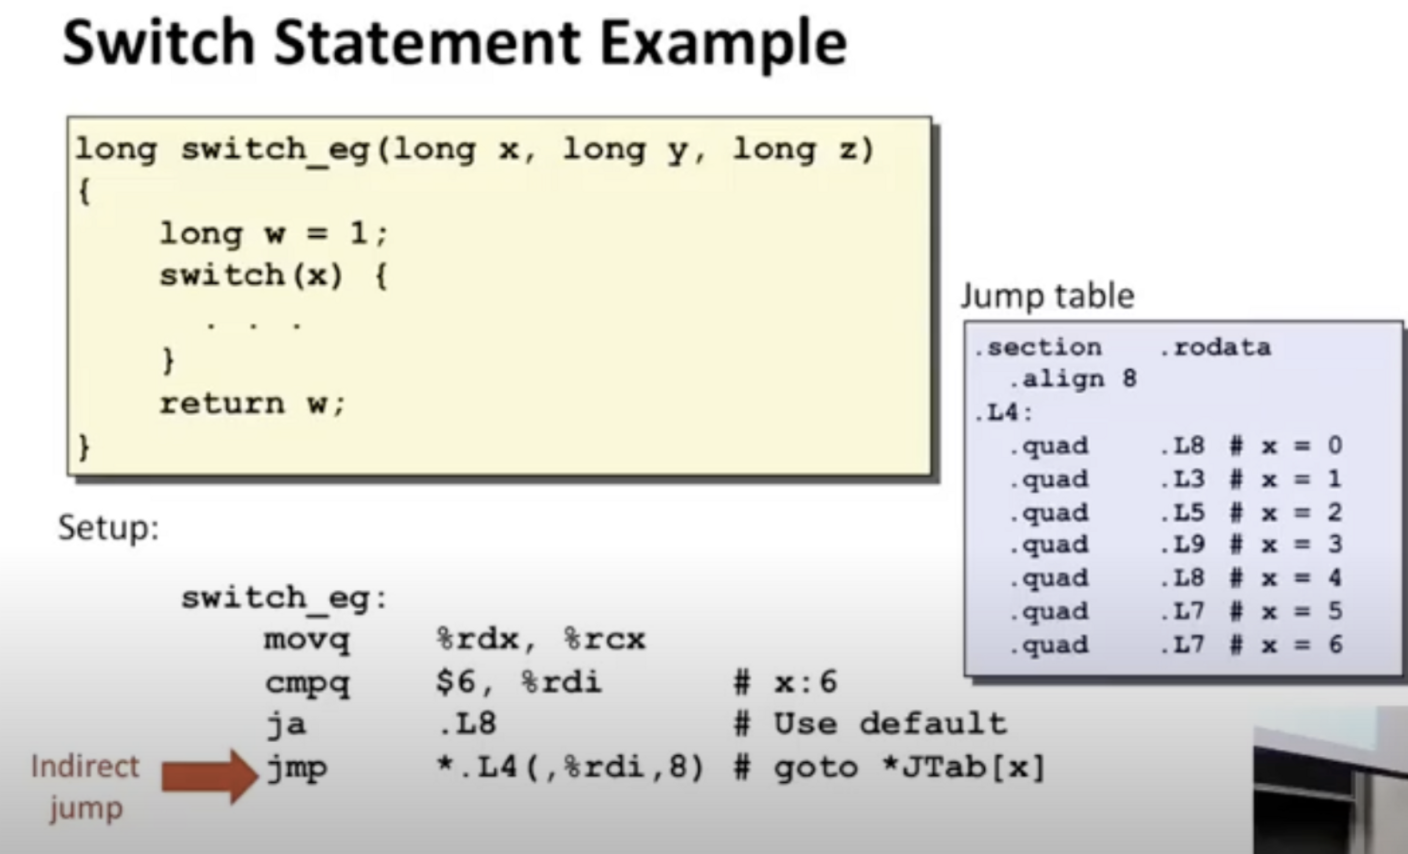 Switch Statement Example
long switch_eg(long x, long y, long z)
{
    long w = 1;
    switch(x) {
      . . .
    }
    return w;
}
Jump table
.section   .rodata
  .align 8
.L4:
  .quad   .L8 # x = 0
  .quad   .L3 # x = 1
  .quad   .L5 # x = 2
  .quad   .L9 # x = 3
  .quad   .L8 # x = 4
  .quad   .L7 # x = 5
  .quad   .L7 # x = 6
Setup:
switch_eg:
    movq    %rdx, %rcx
    cmpq    $6, %rdi      # x:6
    ja      .L8           # Use default
    jmp     *.L4(,%rdi,8) # goto *JTab[x]
Indirect
jump